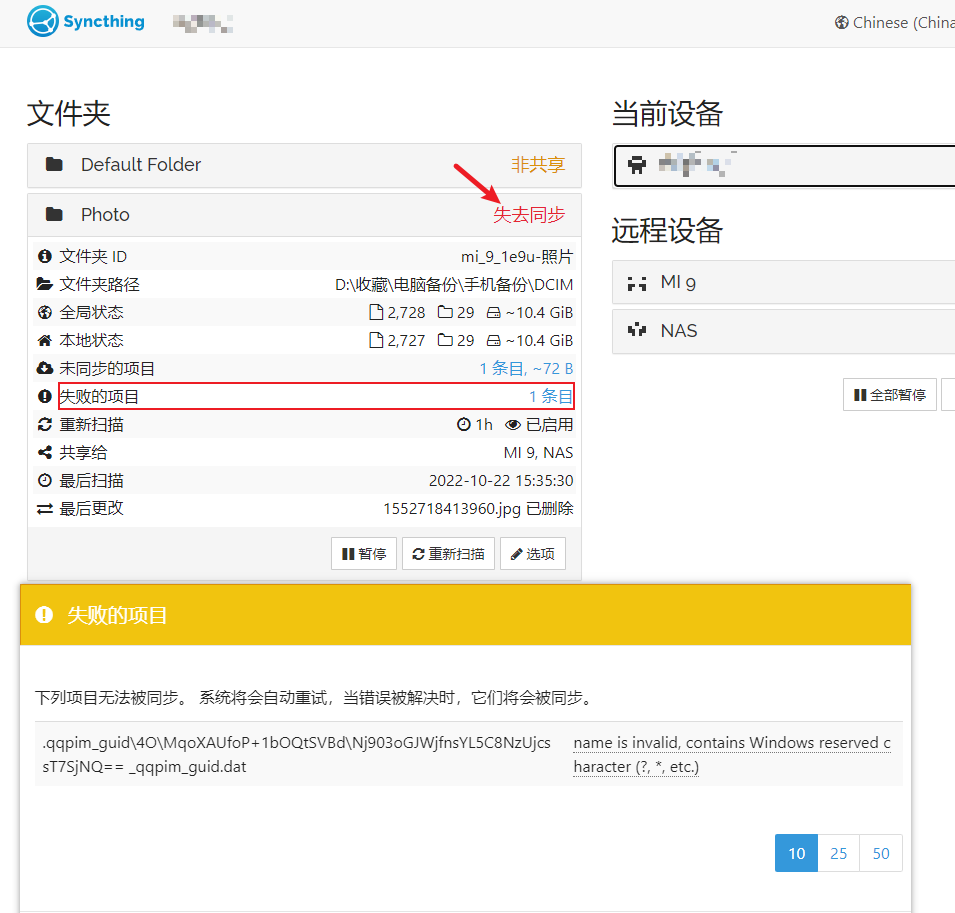 Syncthing
Chinese (China
文件夹
当前设备
Default Folder 非共享
Photo 失去同步
文件夹 ID mi_9_1e9u-照片
文件夹路径 D:\收藏\电脑备份\手机备份\DCIM
全局状态 2,728 29 ~10.4 GiB
本地状态 2,727 29 ~10.4 GiB
未同步的项目 1 条目, ~72 B
失败的项目 1 条目
重新扫描 1h 已启用
共享给 MI 9, NAS
最后扫描 2022-10-22 15:35:30
最后更改 1552718413960.jpg 已删除
暂停 重新扫描 选项
远程设备
MI 9
NAS
全部暂停
失败的项目
下列项目无法被同步。 系统将会自动重试，当错误被解决时，它们将会被同步。
.qqpim_guid\4O\MqoXAUfoP+1bOQtSVBd\Nj903oGJWjfnsYL5C8NzUjcs
sT7SjNQ== _qqpim_guid.dat
name is invalid, contains Windows reserved c
haracter (?, *, etc.)
10 25 50